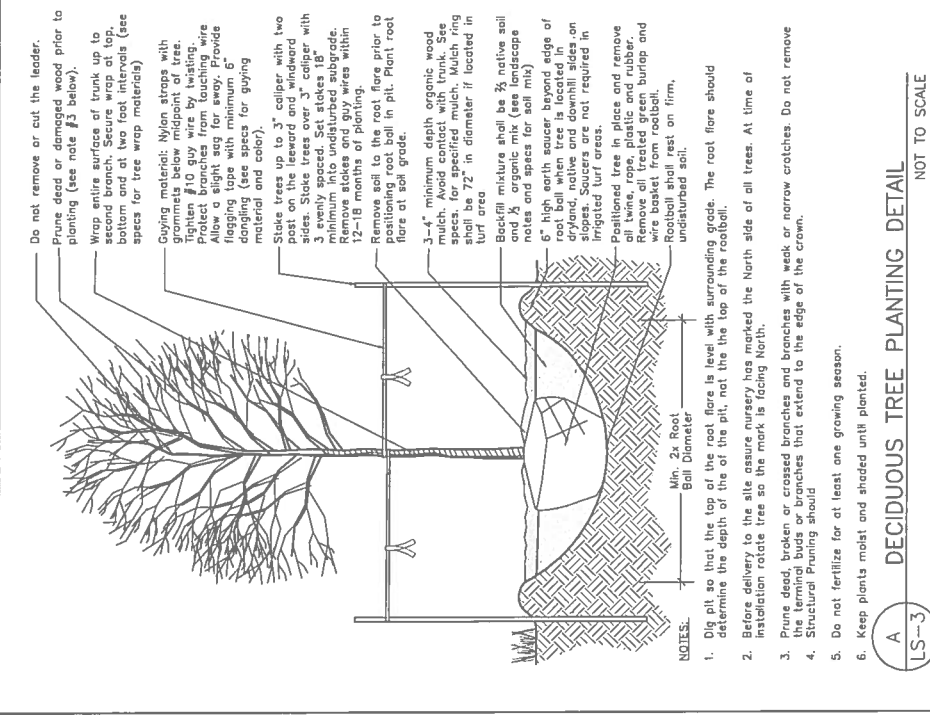 Do not remove or cut the leader.
Prune dead or damaged wood prior to
planting (see note #3 below).
Wrap entire surface of trunk up to
second branch. Secure wrap at top,
bottom and at two foot intervals (see
specs for tree wrap materials)
Guying material: Nylon straps with
grommets below midpoint of tree.
Tighten #10 guy wire by twisting.
Protect branches from touching wire
Allow a slight sag for sway. Provide
flagging tape with minimum 6"
dangling (see specs for guying
material and color).
Stake trees up to 3" caliper with two
post on the leeward and windward
sides. Stake trees over 3" caliper with
3 evenly spaced. Set stakes 18"
minimum into undisturbed subgrade.
Remove stakes and guy wires within
12-18 months of planting.
Remove soil to the root flare prior to
positioning root ball in pit. Plant root
flare at soil grade.
3-4" minimum depth organic wood
mulch. Avoid contact with trunk. See
specs. for specified mulch. Mulch ring
shall be 72" in diameter if located in
turf area
Backfill mixture shall be ⅔ native soil
and ⅓ organic mix (see landscape
notes and specs for soil mix)
6" high earth saucer beyond edge of
root ball when tree is located in
dryland, native and downhill sides on
slopes. Saucers are not required in
irrigated turf areas.
Positioned tree in place and remove
all twine, rope, plastic and rubber.
Remove all treated green burlap and
wire basket from rootball.
Rootball shall rest on firm,
undisturbed soil.
Min. 2x Root
Ball Diameter
NOTES:
1. Dig pit so that the top of the root flare is level with surrounding grade. The root flare should
determine the depth of the of the pit, not the top of the rootball.
2. Before delivery to the site assure nursery has marked the North side of all trees. At time of
installation rotate tree so the mark is facing North.
3. Prune dead, broken or crossed branches and branches with weak or narrow crotches. Do not remove
the terminal buds or branches that extend to the edge of the crown.
4. Structural Pruning should
5. Do not fertilize for at least one growing season.
6. Keep plants moist and shaded until planted.
A
LS-3
DECIDUOUS TREE PLANTING DETAIL
NOT TO SCALE